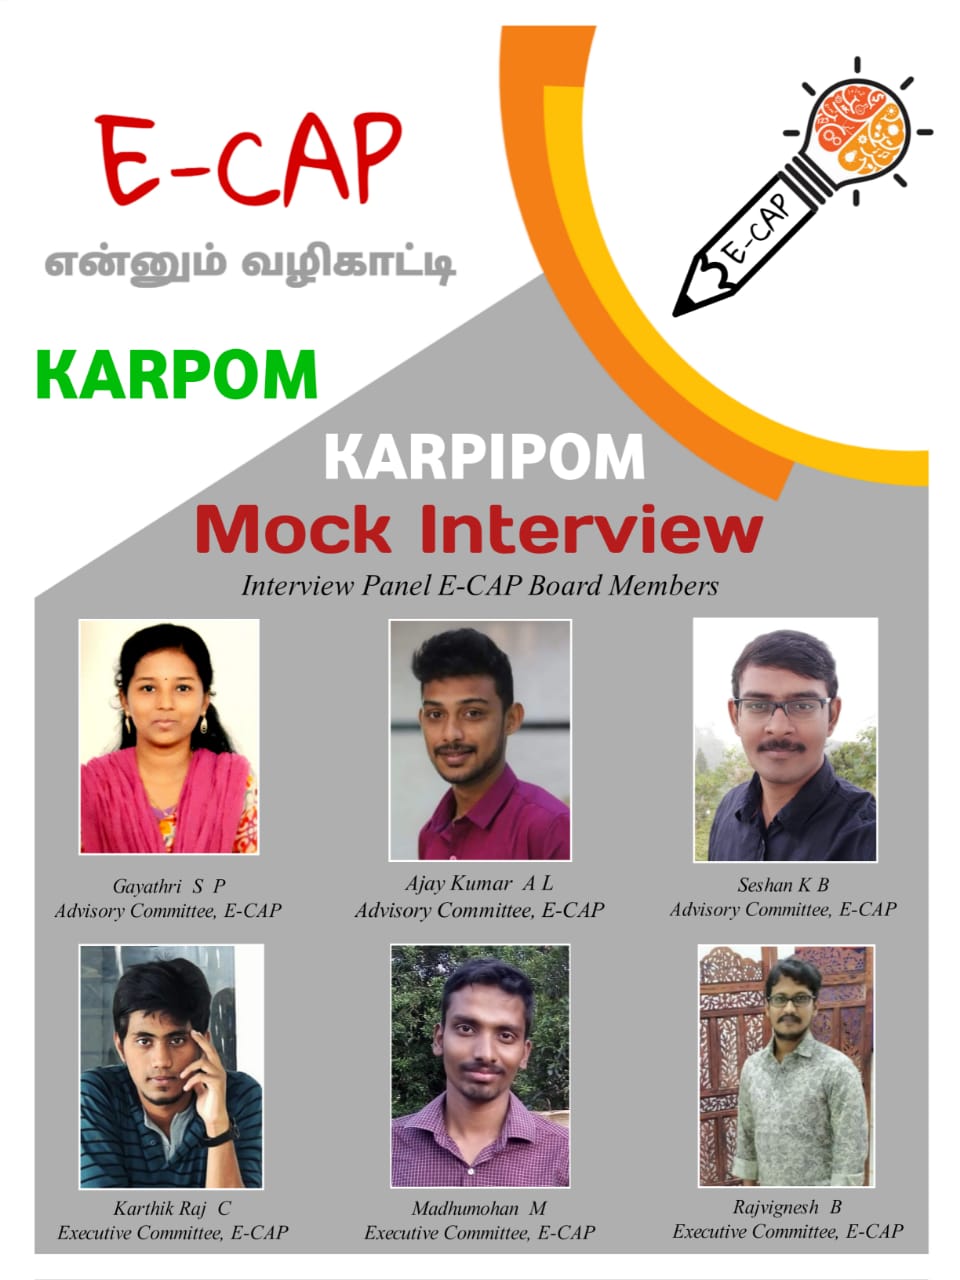 E-CAP
என்னும் வழிகாட்டி
E-CAP
KARPOM
KARPIPOM
Mock Interview
Interview Panel E-CAP Board Members
Gayathri S P
Advisory Committee, E-CAP
Ajay Kumar A L
Advisory Committee, E-CAP
Seshan K B
Advisory Committee, E-CAP
Karthik Raj C
Executive Committee, E-CAP
Madhumohan M
Executive Committee, E-CAP
Rajvignesh B
Executive Committee, E-CAP